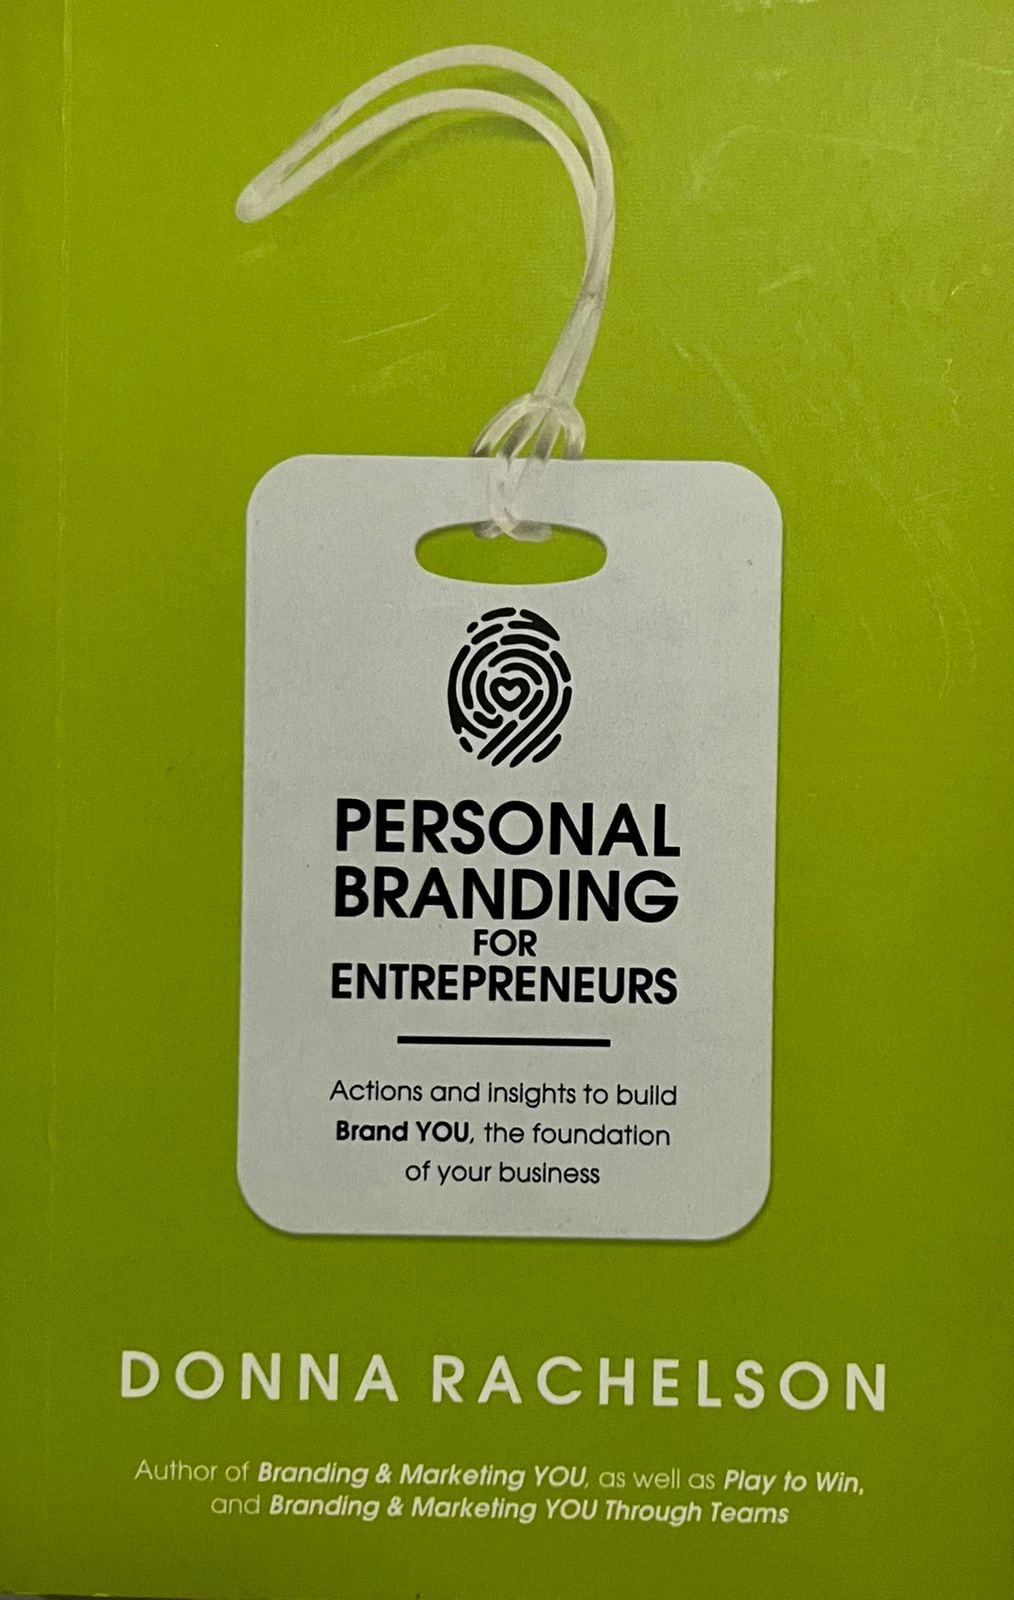 PERSONAL
BRANDING
FOR
ENTREPRENEURS
Actions and insights to build
Brand YOU, the foundation
of your business
DONNA RACHELSON
Author of Branding & Marketing YOU, as well as Play to Win,
and Branding & Marketing YOU Through Teams